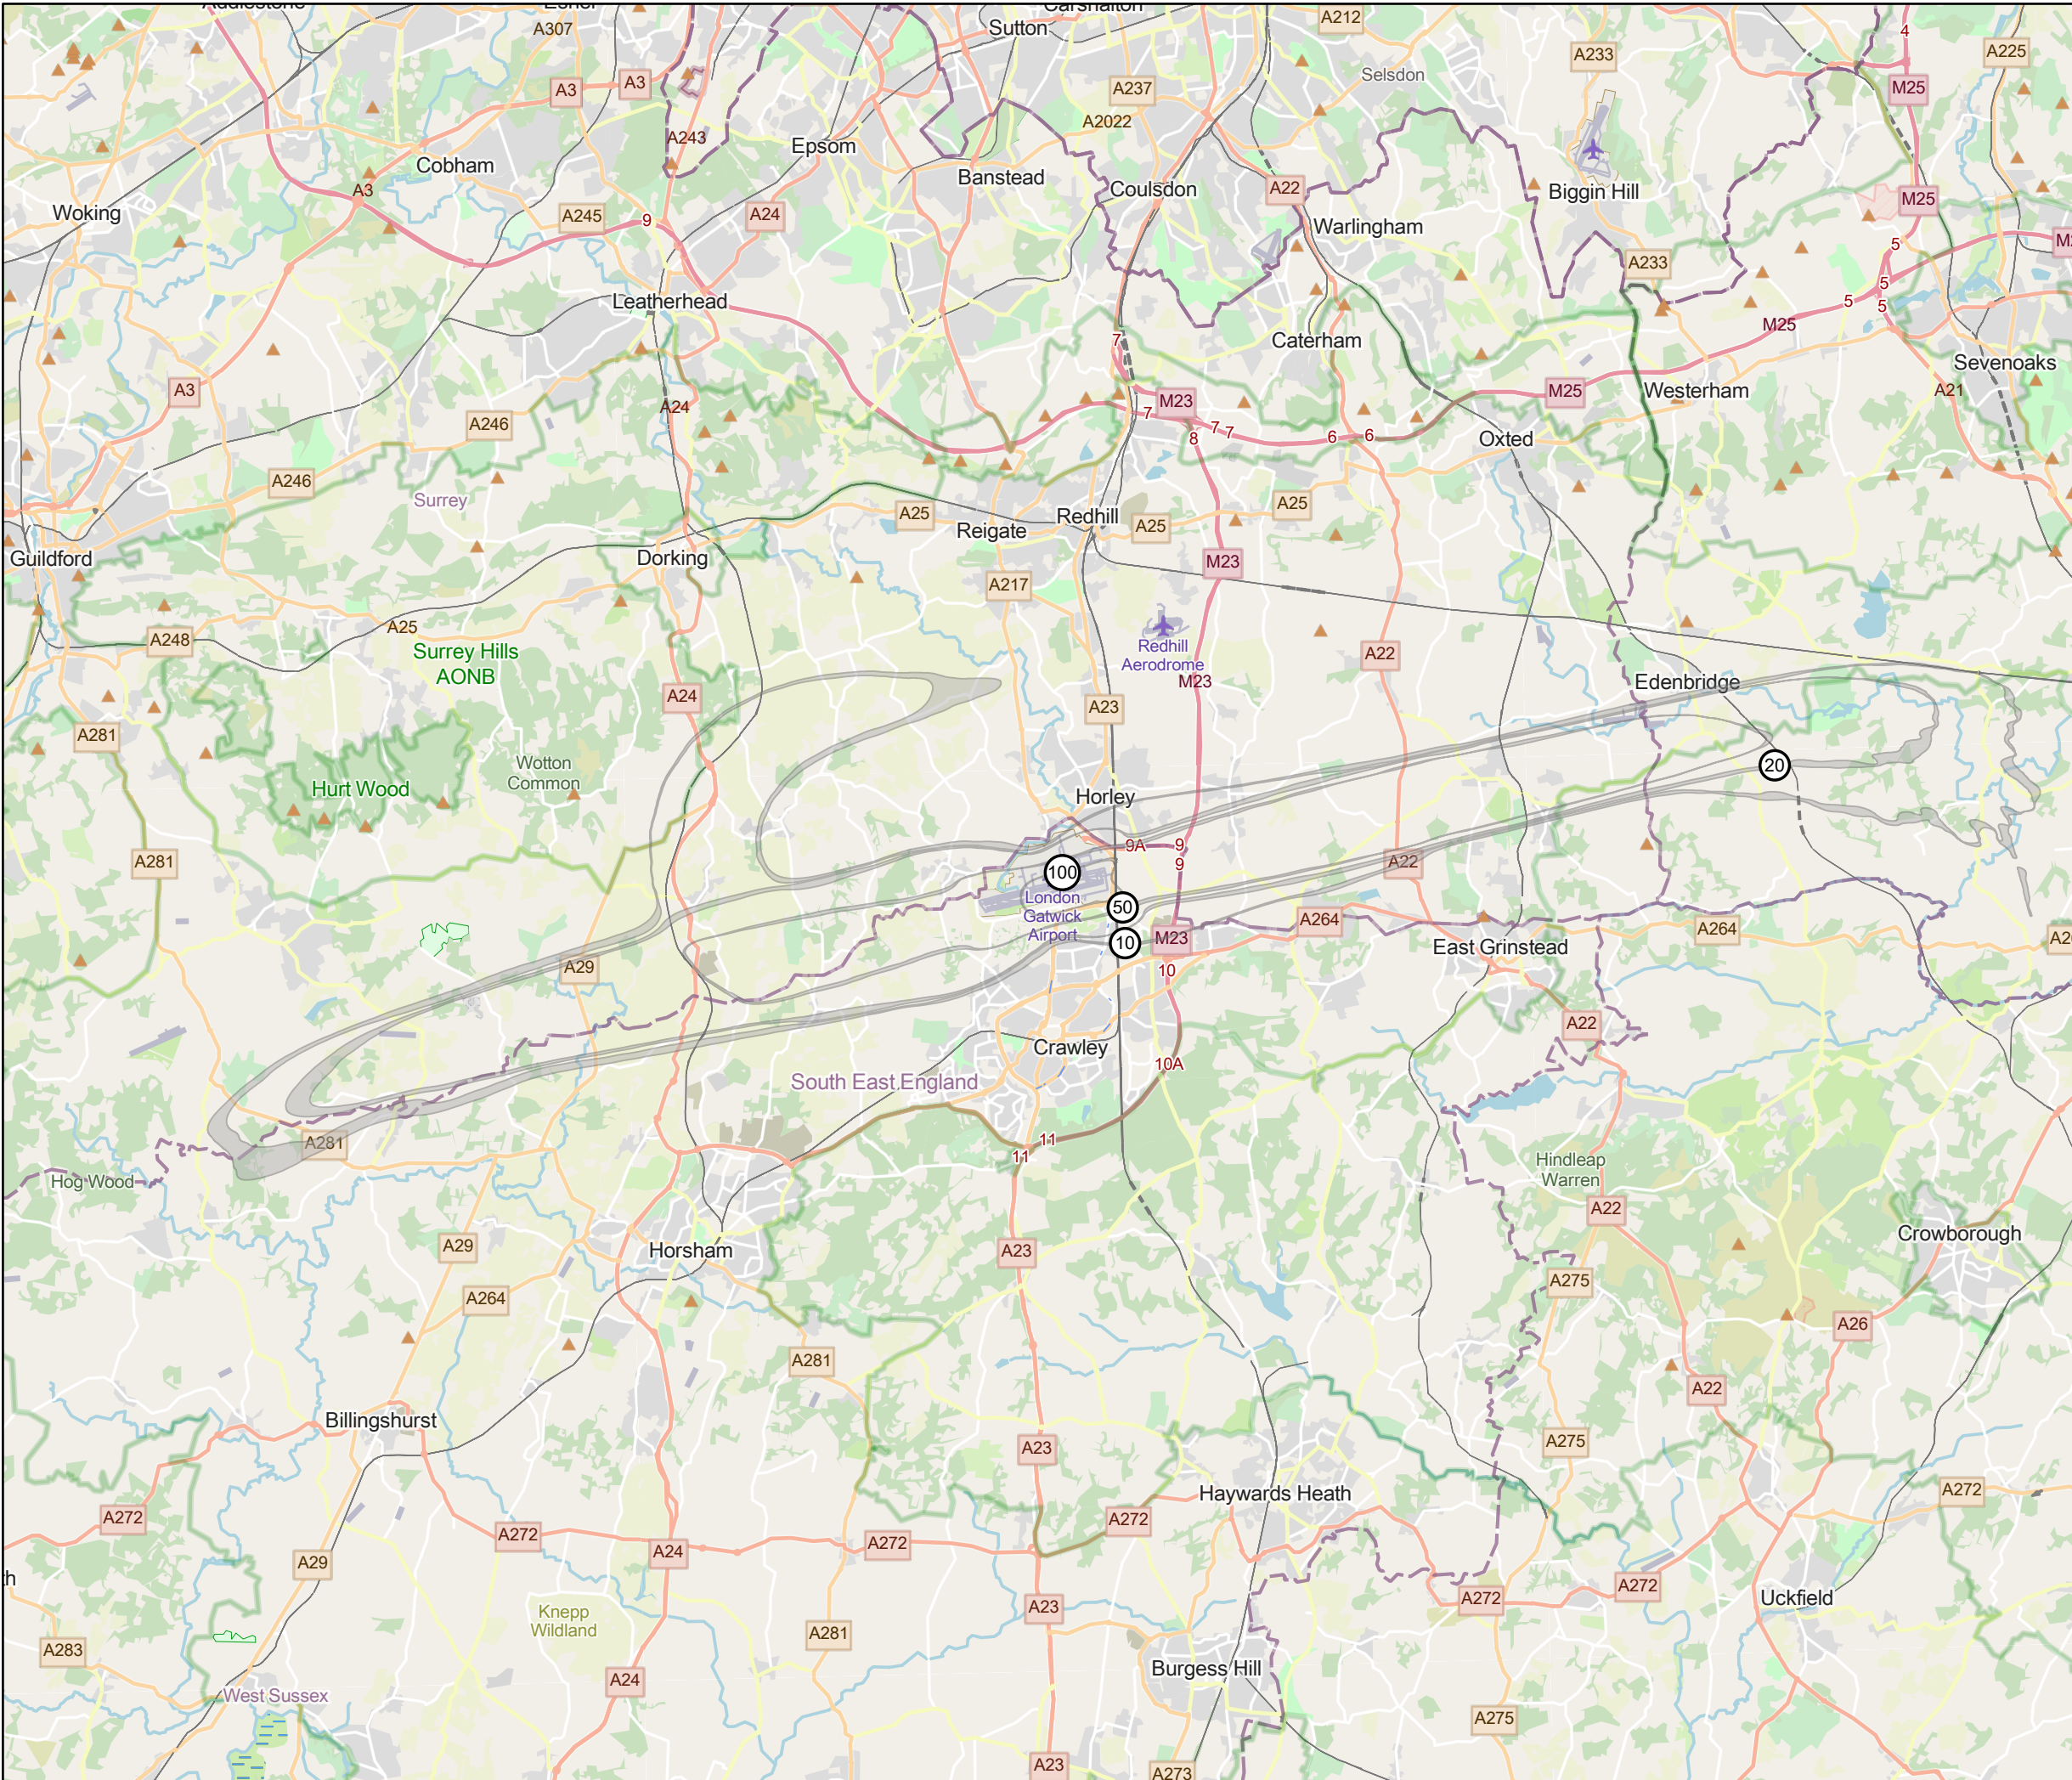 Sutton
A212
A307
A233
4
A225
A3
A3
A237
Selsdon
M25
A243
A2022
Epsom
Cobham
Banstead
Coulsdon
A22
Biggin Hill
M25
A3
Woking
A245
9
A24
Warlingham
5
A233
5
Leatherhead
5
5
M25
7
Caterham
Sevenoaks
A3
M25
Westerham
A21
A24
M23
7
A246
7
7
8
6
6
Oxted
A246
Surrey
A25
A25
Redhill
A25
Reigate
Guildford
Dorking
M23
A217
A25
A248
Surrey Hills
AONB
Redhill
Aerodrome
A22
M23
Edenbridge
A24
A23
A281
Wotton
Common
20
Hurt Wood
Horley
9A
9
9
A281
A22
100
London
Gatwick
Airport
50
10
A264
M23
A264
East Grinstead
A29
10
A22
Crawley
10A
South East England
A281
11
11
Hog Wood
Hindleap
Warren
A22
Crowborough
A29
Horsham
A23
A275
A264
A26
A281
A22
Billingshurst
A23
A275
Haywards Heath
A272
A272
A272
A272
A24
A272
A29
A272
A272
Uckfield
A23
Knepp
Wildland
A281
A283
Burgess Hill
A24
West Sussex
A275
A23
A273